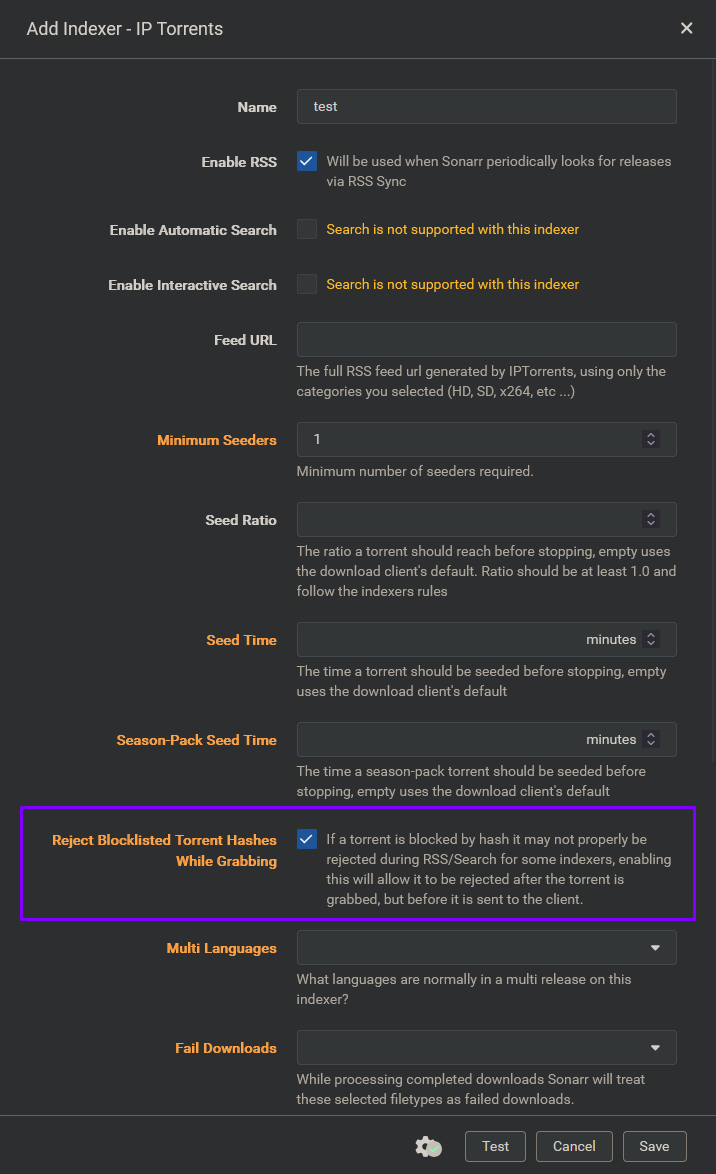 Add Indexer - IP Torrents
Name
test
Enable RSS
Will be used when Sonarr periodically looks for releases
via RSS Sync
Enable Automatic Search
Search is not supported with this indexer
Enable Interactive Search
Search is not supported with this indexer
Feed URL
The full RSS feed url generated by IPTorrents, using only the
categories you selected (HD, SD, x264, etc ...)
Minimum Seeders
1
Minimum number of seeders required.
Seed Ratio
The ratio a torrent should reach before stopping, empty uses
the download client's default. Ratio should be at least 1.0 and
follow the indexers rules
Seed Time
minutes
The time a torrent should be seeded before stopping, empty
uses the download client's default
Season-Pack Seed Time
minutes
The time a season-pack torrent should be seeded before
stopping, empty uses the download client's default
Reject Blocklisted Torrent Hashes
While Grabbing
If a torrent is blocked by hash it may not properly be
rejected during RSS/Search for some indexers, enabling
this will allow it to be rejected after the torrent is
grabbed, but before it is sent to the client.
Multi Languages
What languages are normally in a multi release on this
indexer?
Fail Downloads
While processing completed downloads Sonarr will treat
these selected filetypes as failed downloads.
Test
Cancel
Save